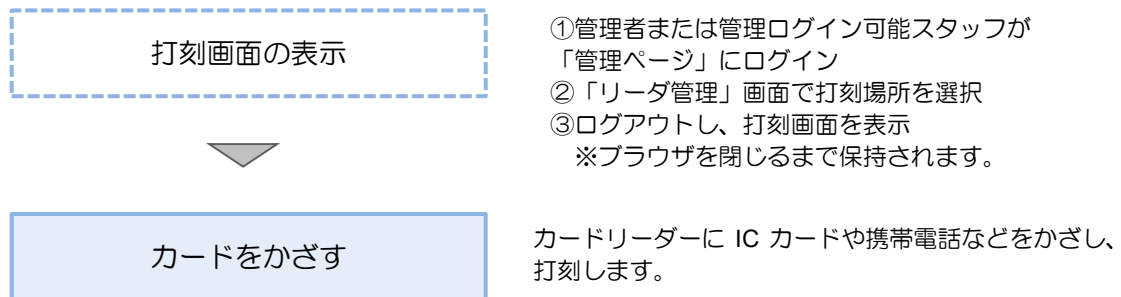 打刻画面の表示
①管理者または管理ログイン可能スタッフが
「管理ページ」にログイン
②「リーダ管理」画面で打刻場所を選択
③ログアウトし、打刻画面を表示
※ブラウザを閉じるまで保持されます。
カードをかざす
カードリーダーに IC カードや携帯電話などをかざし、
打刻します。